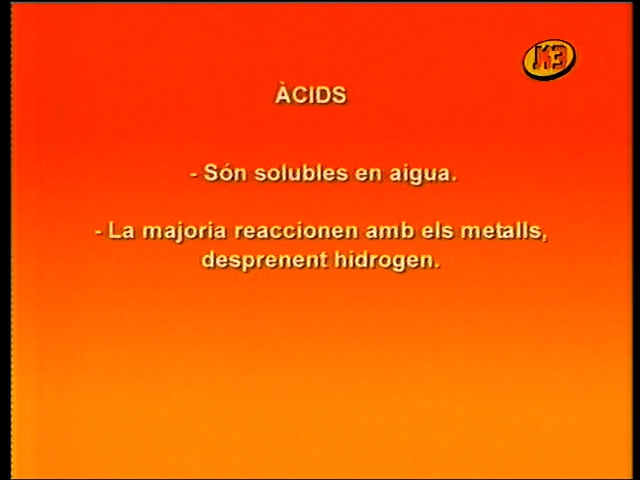 K3
ÀCIDS
- Són solubles en aigua.
- La majoria reaccionen amb els metalls,
desprenent hidrogen.